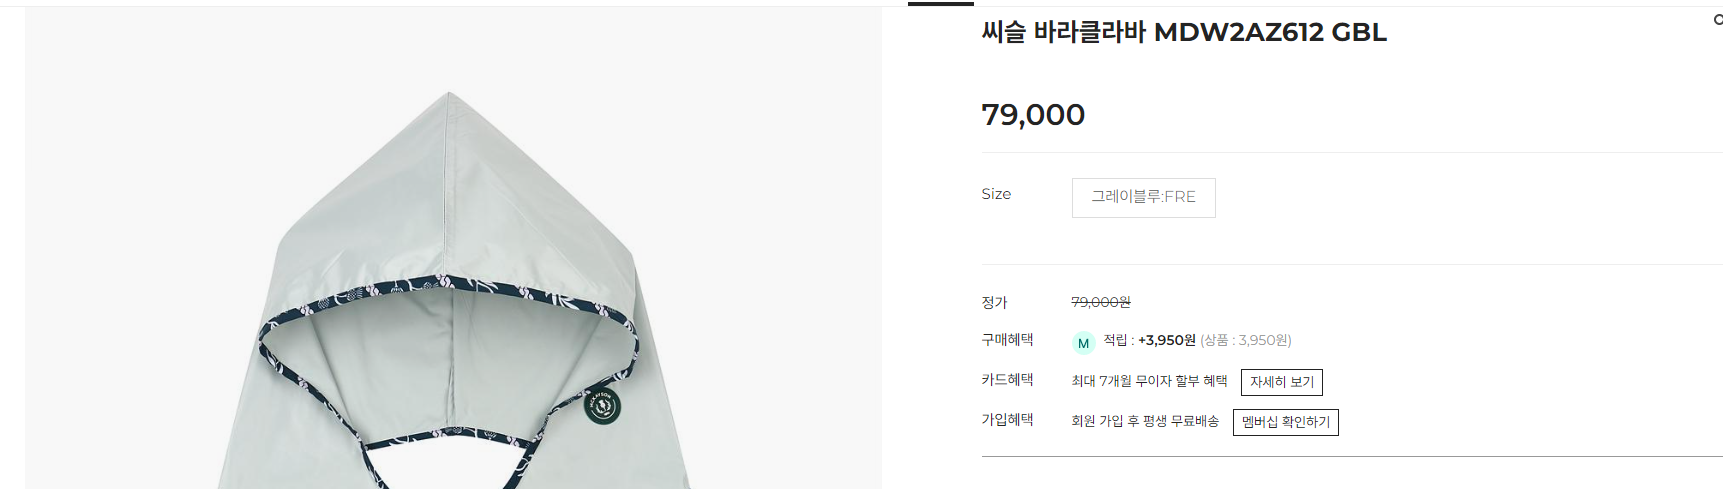 씨슬 바라클라바 MDW2AZ612 GBL
79,000
Size 그레이블루:FRE
정가 79,000원
구매혜택 M 적립 : +3,950원 (상품 : 3,950원)
카드혜택 최대 7개월 무이자 할부 혜택 자세히 보기
가입혜택 회원 가입 후 평생 무료배송 멤버십 확인하기
McKAYSON